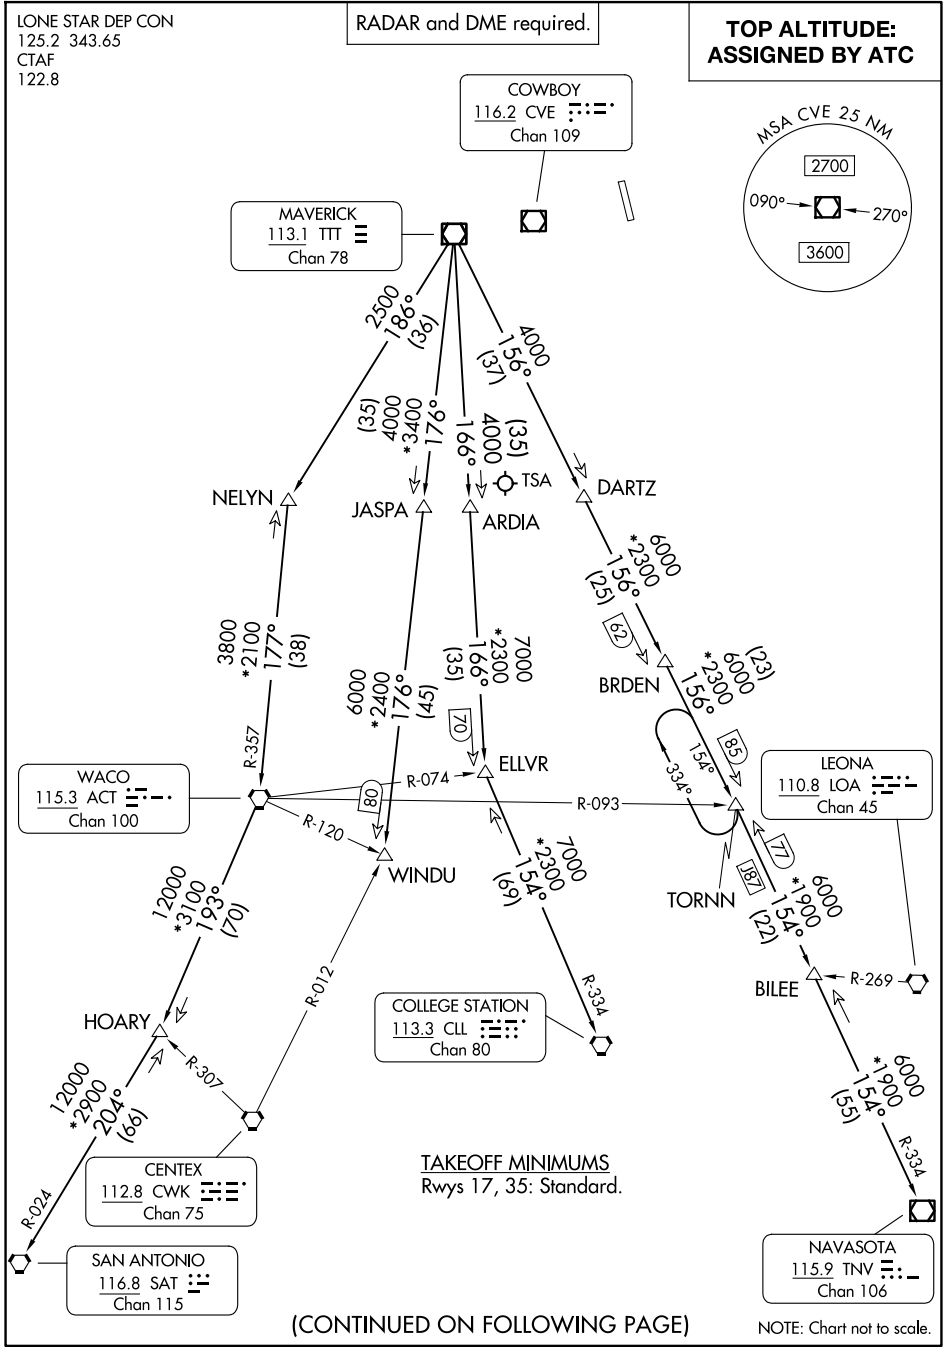 LONE STAR DEP CON
125.2 343.65
CTAF
122.8
RADAR and DME required.
TOP ALTITUDE:
ASSIGNED BY ATC
COWBOY
116.2 CVE
Chan 109
MSA CVE 25 NM
2700
090°
270°
3600
MAVERICK
113.1 TTT
Chan 78
2500
186°
(36)
(35)
4000
*3400
176°
(35)
4000
166°
4000
156°
(37)
TSA
NELYN
JASPA
ARDIA
DARTZ
3800
*2100
177°
(38)
R-357
6000
*2400
176°
(45)
80
7000
*2300
166°
(35)
70
6000
*2300
156°
(25)
62
BRDEN
(23)
6000
*2300
156°
85
154°
334°
WACO
115.3 ACT
Chan 100
R-074
ELLVR
R-093
R-120
WINDU
LEONA
110.8 LOA
Chan 45
TORNN
77
J87
6000
*1900
154°
(22)
BILEE
R-269
12000
*3100
193°
(70)
7000
*2300
154°
(69)
R-334
R-012
COLLEGE STATION
113.3 CLL
Chan 80
HOARY
R-307
12000
*2900
204°
(66)
R-024
6000
*1900
154°
(55)
R-334
CENTEX
112.8 CWK
Chan 75
TAKEOFF MINIMUMS
Rwys 17, 35: Standard.
SAN ANTONIO
116.8 SAT
Chan 115
NAVASOTA
115.9 TNV
Chan 106
(CONTINUED ON FOLLOWING PAGE)
NOTE: Chart not to scale.